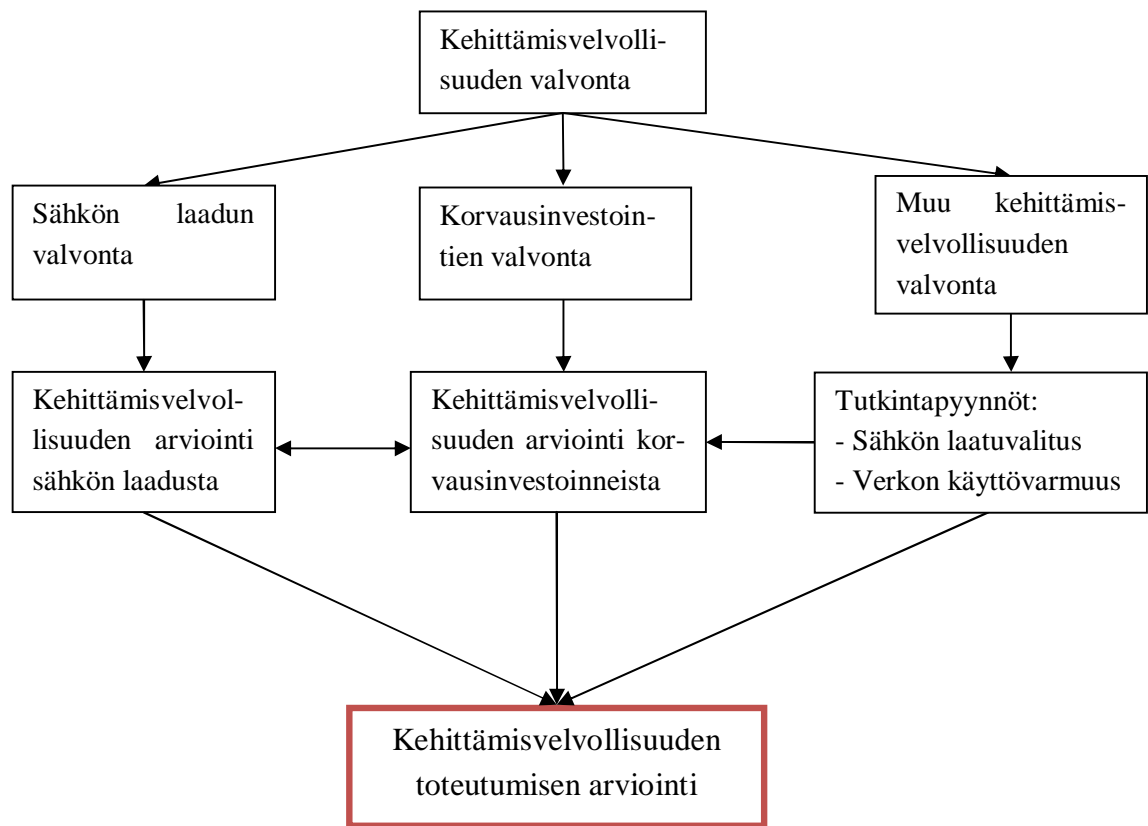 Kehittämisvelvolli-
suuden valvonta
Sähkön laadun
valvonta
Korvausinvestoin-
tien valvonta
Muu kehittämis-
velvollisuuden
valvonta
Kehittämisvelvol-
lisuuden arviointi
sähkön laadusta
Kehittämisvelvolli-
suuden arviointi kor-
vausinvestoinneista
Tutkintapyynnöt:
- Sähkön laatuvalitus
- Verkon käyttövarmuus
Kehittämisvelvollisuuden
toteutumisen arviointi